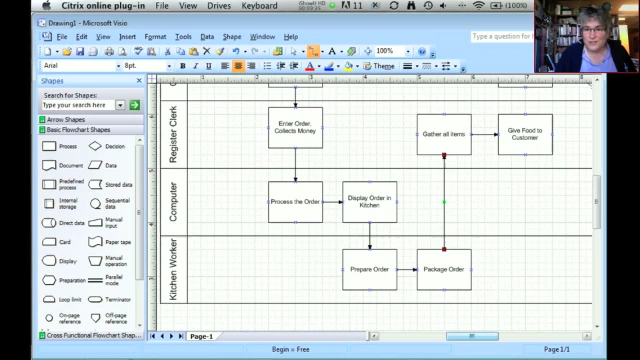 Citrix online plug-in View Devices Drives Keyboard
11
(100%)
Drawing1 - Microsoft Visio
File Edit View Insert Format Tools Data Shape Window Help
Type a question for help
100%
Arial 8pt.
Shapes
Search for Shapes:
Type your search here
Arrow Shapes
Basic Flowchart Shapes
Process
Decision
Document
Data
Predefined process
Stored data
Internal storage
Sequential data
Direct data
Manual input
Card
Paper tape
Display
Manual operation
Preparation
Parallel mode
Loop limit
Terminator
On-page reference
Off-page reference
Cross Functional Flowchart Shap...
Register Clerk
Enter Order,
Collects Money
Gather all items
Give Food to
Customer
Computer
Process the Order
Display Order in
Kitchen
Kitchen Worker
Prepare Order
Package Order
Page-1
Begin = Free
Page 1/1